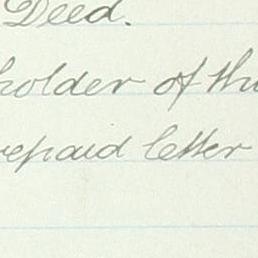 Deed.
holder of the
repaid letter